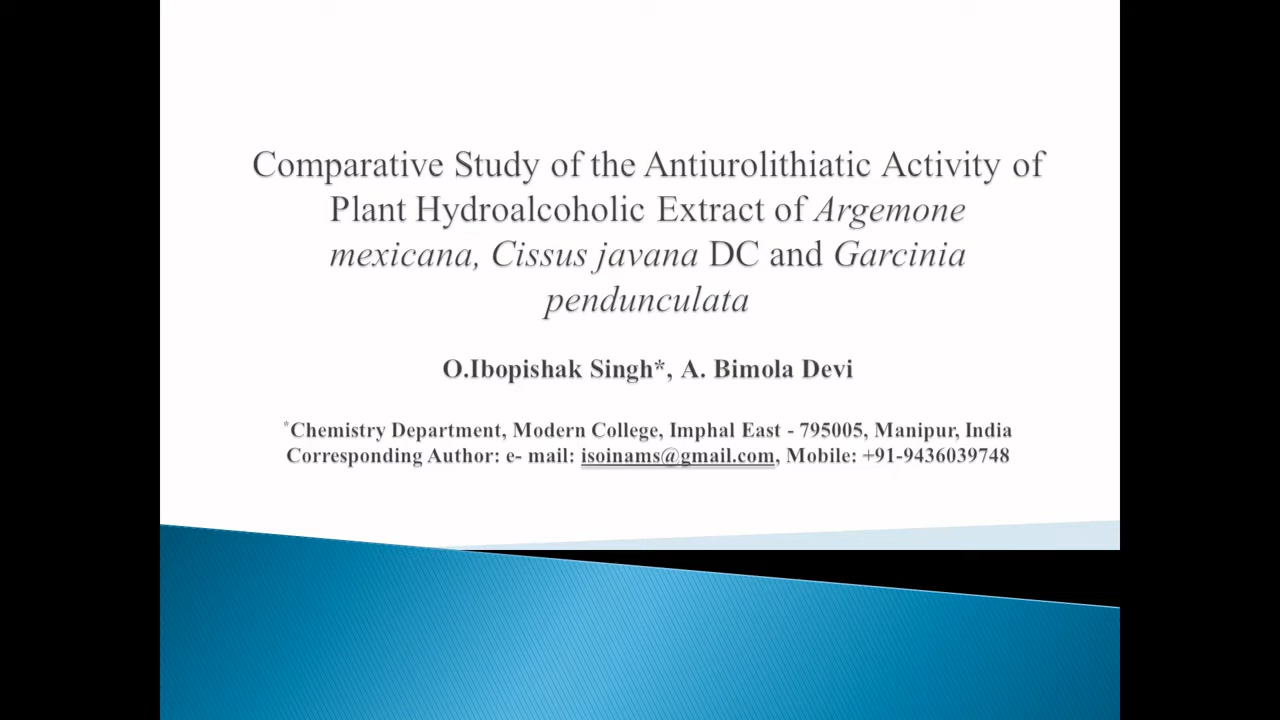 Comparative Study of the Antiurolithiatic Activity of
Plant Hydroalcoholic Extract of Argemone
mexicana, Cissus javana DC and Garcinia
pendunculata
O.Ibopishak Singh*, A. Bimola Devi
*Chemistry Department, Modern College, Imphal East - 795005, Manipur, India
Corresponding Author: e- mail: isoinams@gmail.com, Mobile: +91-9436039748